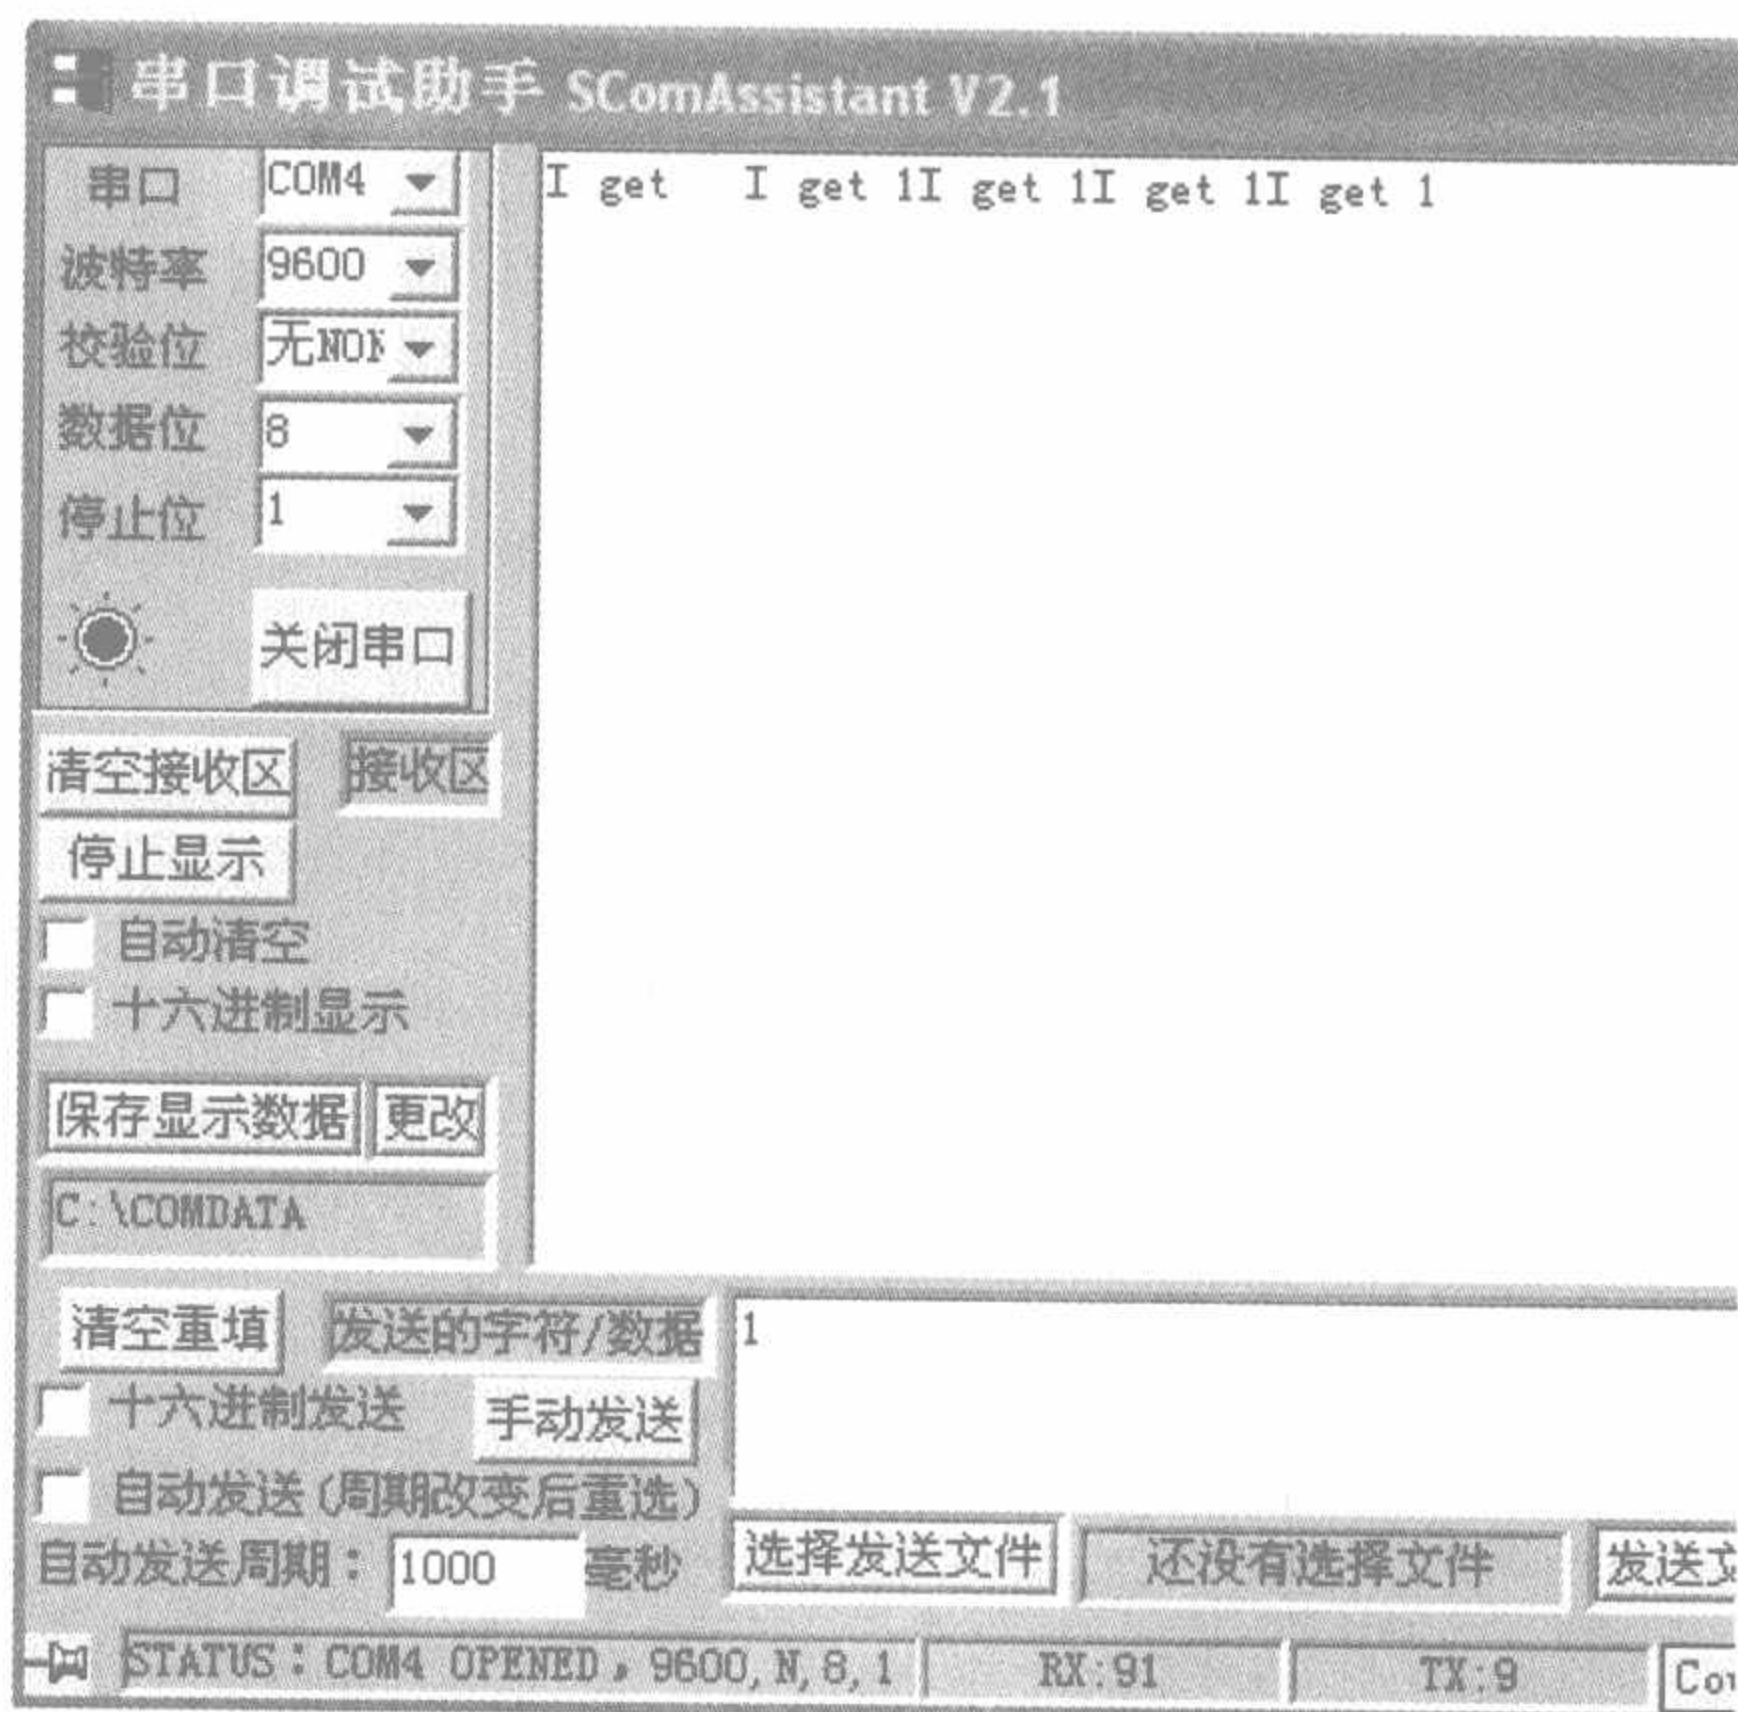 串口调试助手 SComAssistant V2.1
串口 COM4
波特率 9600
校验位 无NON
数据位 8
停止位 1
关闭串口
I get   I get 1I get 1I get 1I get 1
清空接收区 接收区
停止显示
自动清空
十六进制显示
保存显示数据 更改
C:\COMDATA
清空重填 发送的字符/数据 1
十六进制发送 手动发送
自动发送(周期改变后重选)
自动发送周期: 1000 毫秒 选择发送文件 还没有选择文件 发送文
STATUS:COM4 OPENED,9600,N,8,1 RX:91 TX:9 Cou